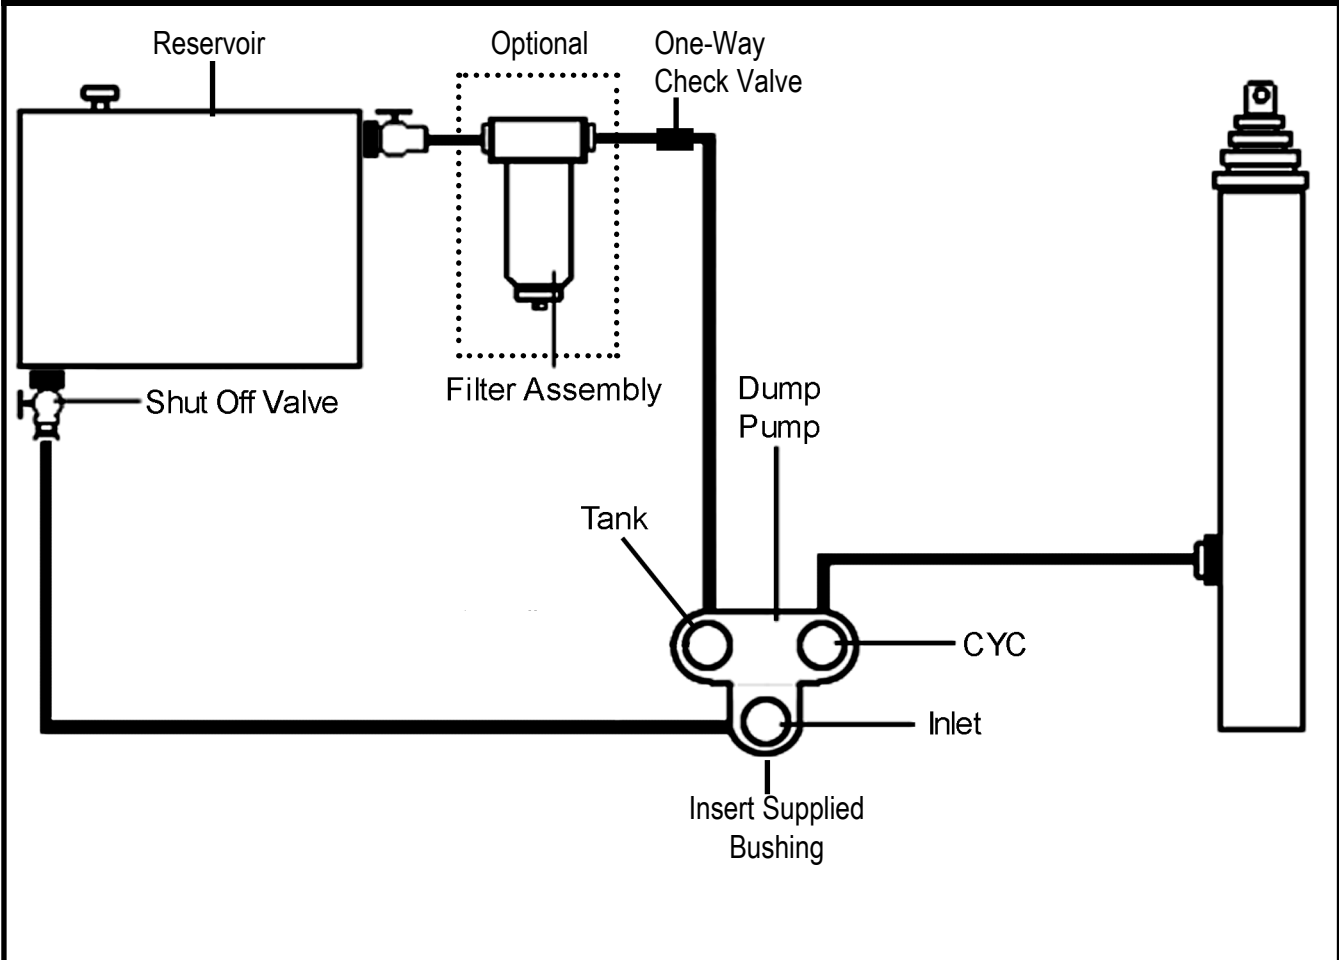 Reservoir
Optional
One-Way
Check Valve
Filter Assembly
Shut Off Valve
Dump
Pump
Tank
CYC
Inlet
Insert Supplied
Bushing